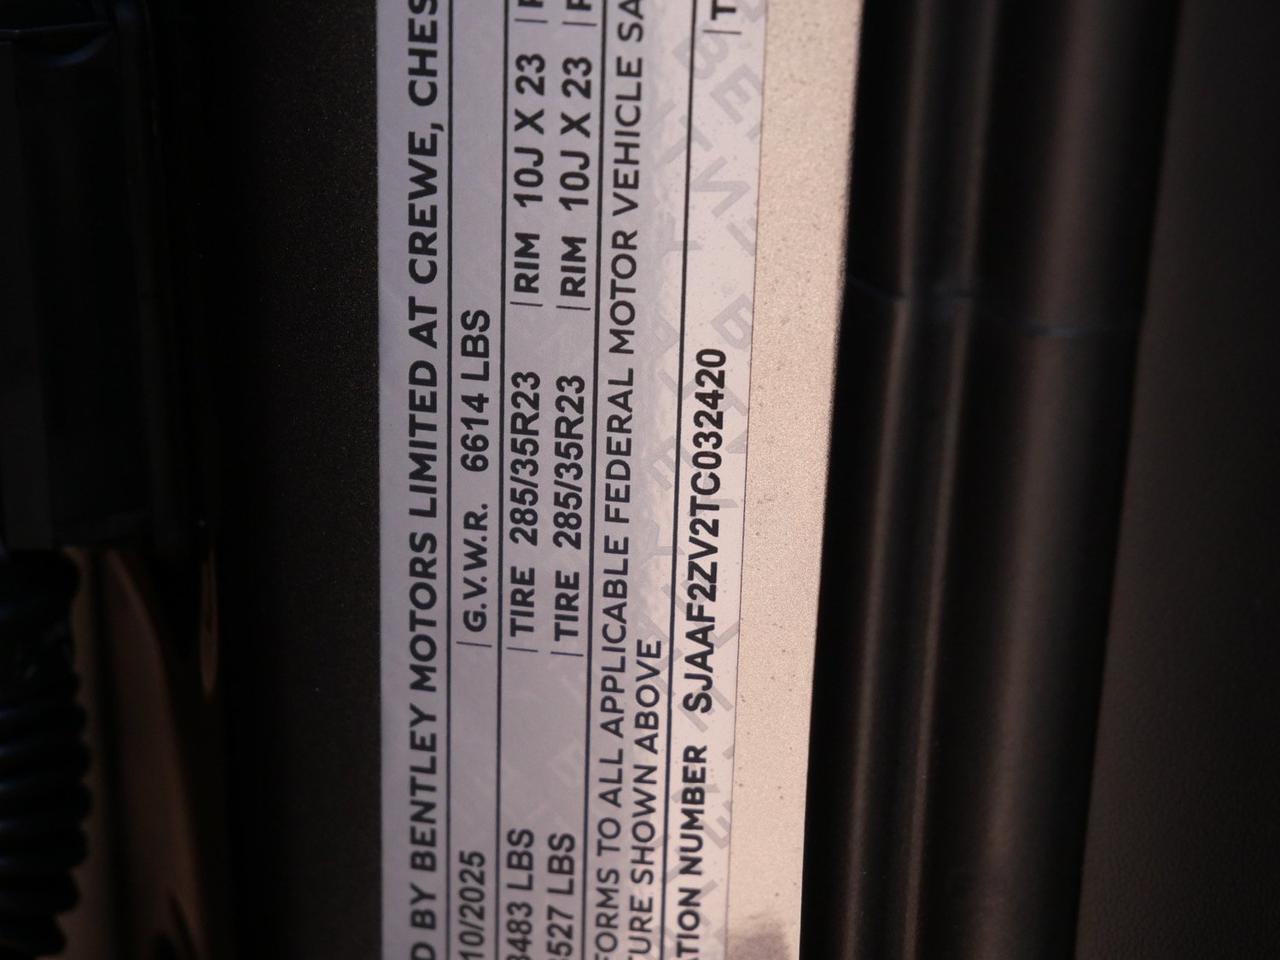 D BY BENTLEY MOTORS LIMITED AT CREWE, CHES
10/2025 | G.V.W.R. 6614 LBS
3483 LBS | TIRE 285/35R23 | RIM 10J X 23 |
3527 LBS | TIRE 285/35R23 | RIM 10J X 23 |
FORMS TO ALL APPLICABLE FEDERAL MOTOR VEHICLE SA
TURE SHOWN ABOVE
ATION NUMBER SJAAF2ZV2TC032420 | T